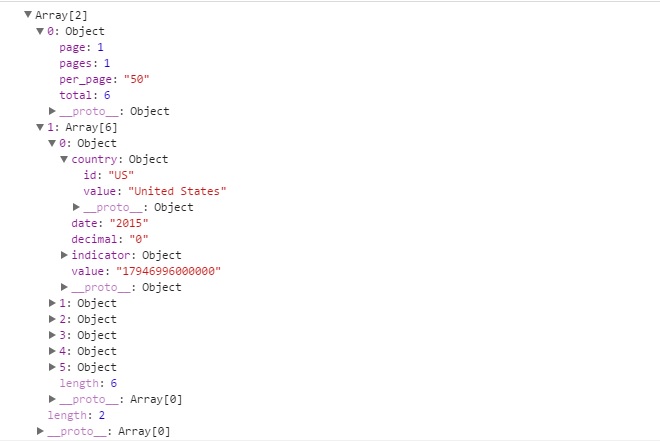 Array[2]
0: Object
page: 1
pages: 1
per_page: "50"
total: 6
__proto__: Object
1: Array[6]
0: Object
country: Object
id: "US"
value: "United States"
__proto__: Object
date: "2015"
decimal: "0"
indicator: Object
value: "17946996000000"
__proto__: Object
1: Object
2: Object
3: Object
4: Object
5: Object
length: 6
__proto__: Array[0]
length: 2
__proto__: Array[0]